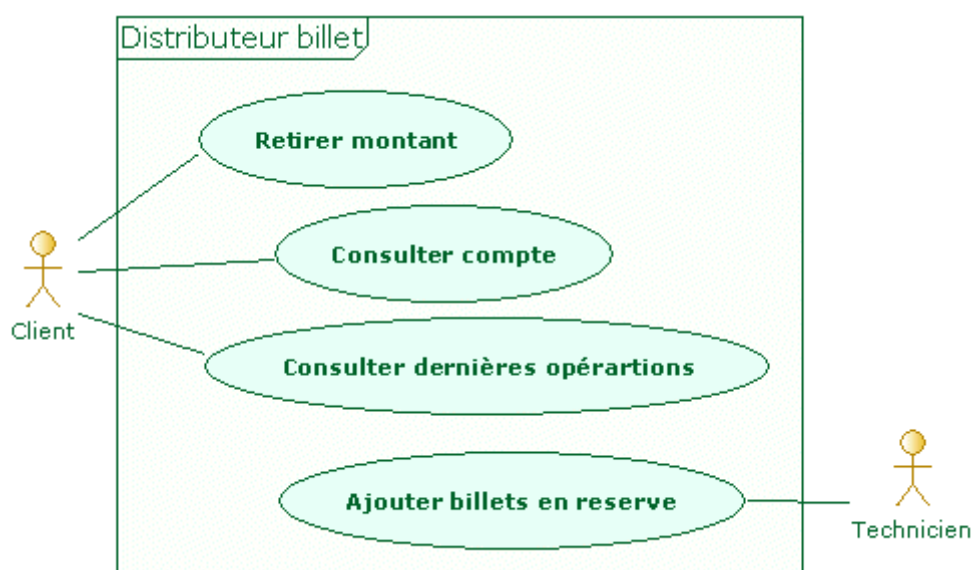 Distributeur billet
Retirer montant
Consulter compte
Client
Consulter dernières opérartions
Ajouter billets en reserve
Technicien